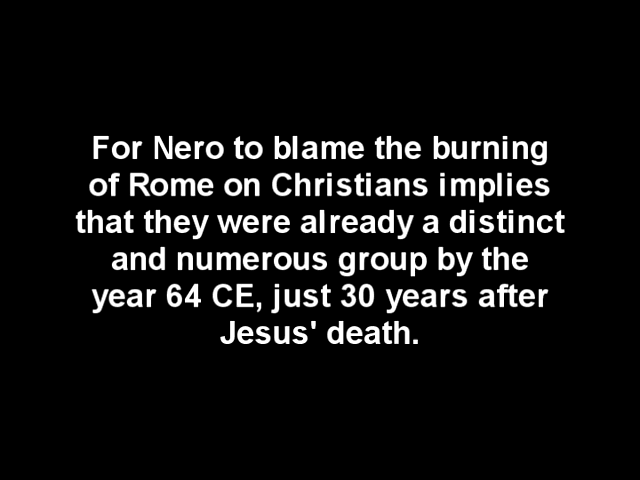 For Nero to blame the burning
of Rome on Christians implies
that they were already a distinct
and numerous group by the
year 64 CE, just 30 years after
Jesus' death.